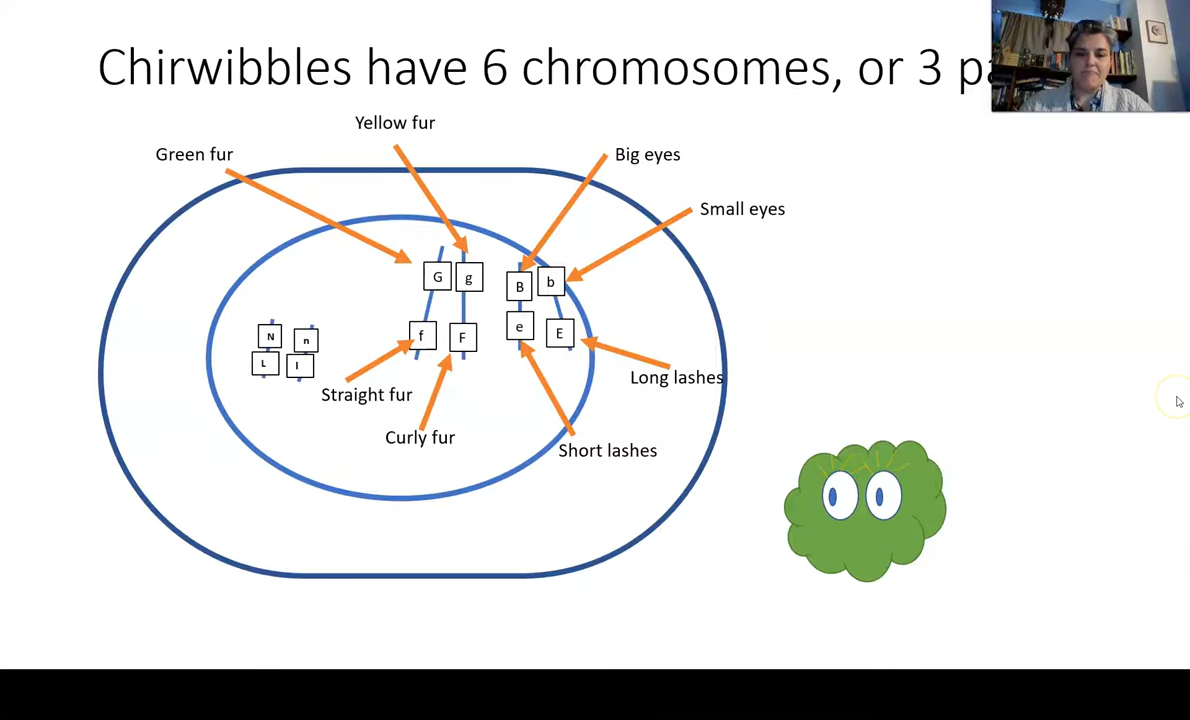 Chirwibbles have 6 chromosomes, or 3
Yellow fur
Green fur
Big eyes
Small eyes
G g B b
N n f F e E
L l
Long lashes
Straight fur
Curly fur
Short lashes